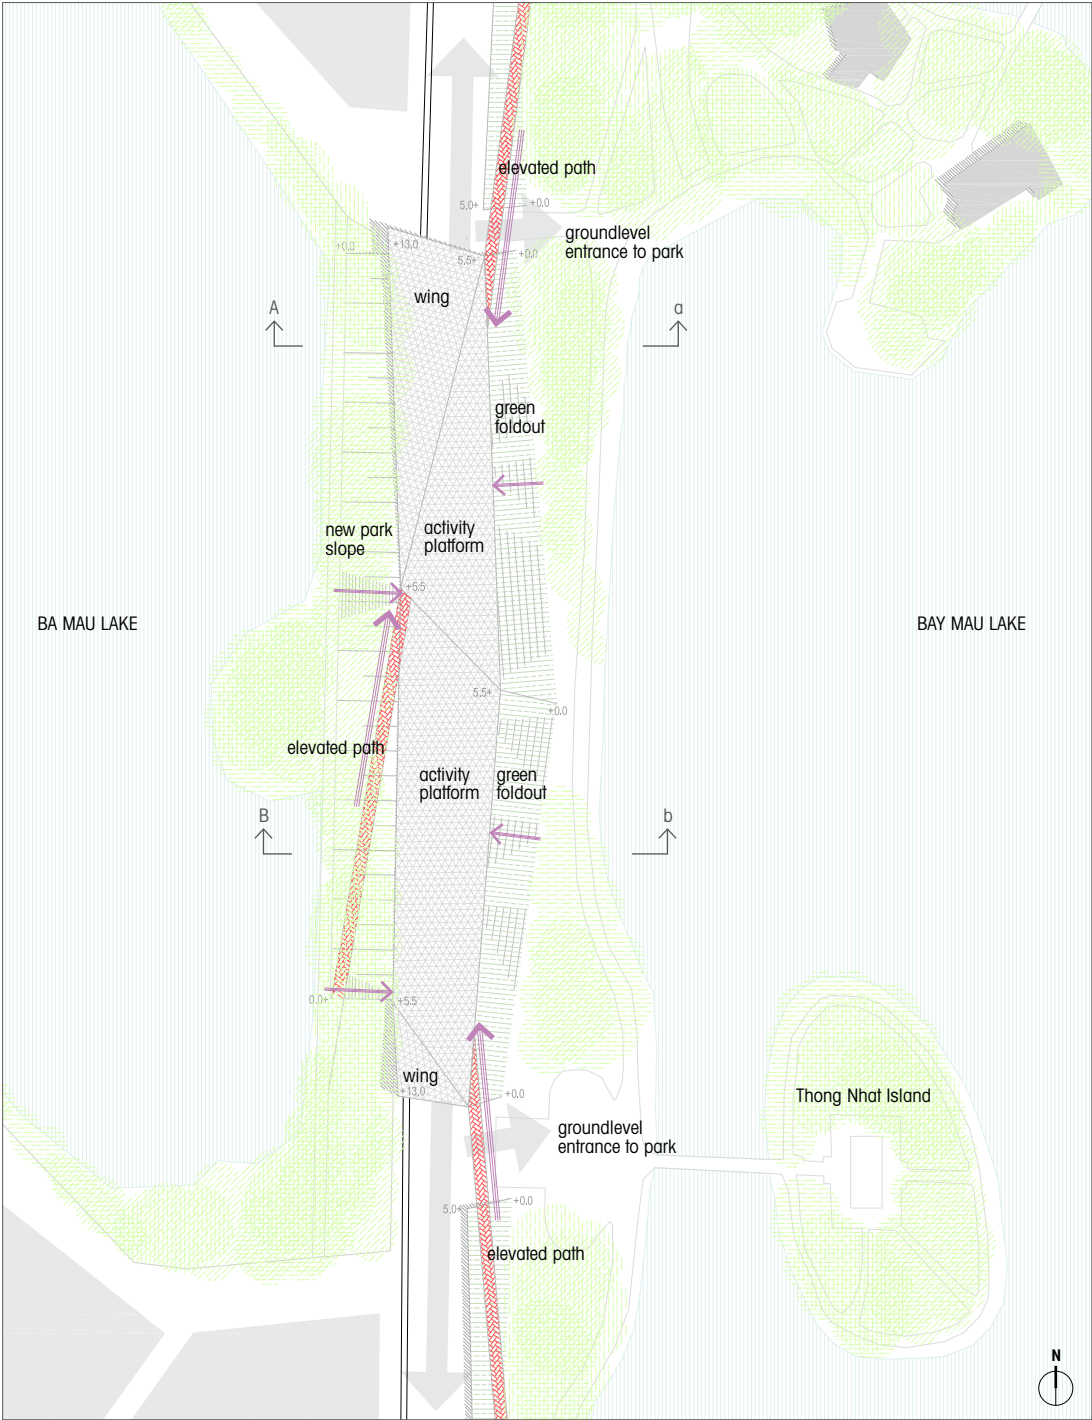 elevated path
5,0+
+0.0
groundlevel
entrance to park
+0.0
+13,0
5,5+
+0.0
wing
A
a
green
foldout
new park
slope
activity
platform
+5.5
BA MAU LAKE
BAY MAU LAKE
5,5+
+0.0
elevated path
activity
platform
green
foldout
B
b
0.0+
+5.5
wing
+13,0
+0.0
Thong Nhat Island
groundlevel
entrance to park
+0.0
5,0+
elevated path
N